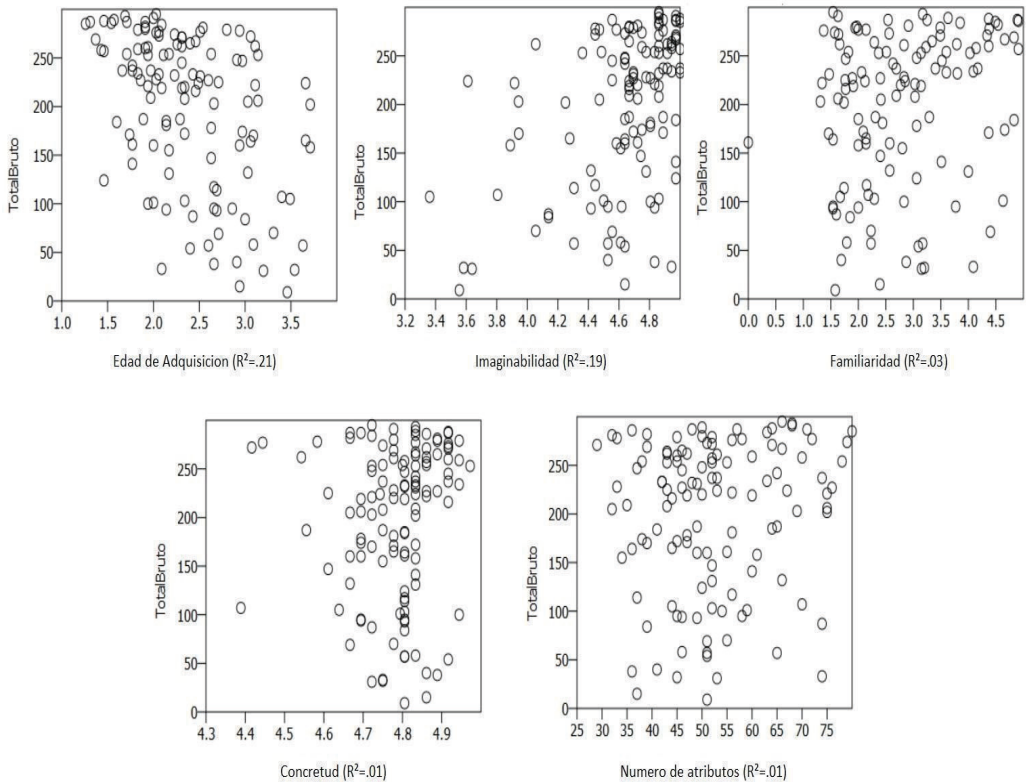 TotalBruto
250
200
150
100
50
0
1.0 1.5 2.0 2.5 3.0 3.5
Edad de Adquisicion (R²=.21)
TotalBruto
250
200
150
100
50
0
3.2 3.4 3.6 3.8 4.0 4.2 4.4 4.6 4.8
Imaginabilidad (R²=.19)
TotalBruto
250
200
150
100
50
0
0.0 0.5 1.0 1.5 2.0 2.5 3.0 3.5 4.0 4.5
Familiaridad (R²=.03)
TotalBruto
250
200
150
100
50
0
4.3 4.4 4.5 4.6 4.7 4.8 4.9
Concretud (R²=.01)
TotalBruto
250
200
150
100
50
0
25 30 35 40 45 50 55 60 65 70 75
Numero de atributos (R²=.01)